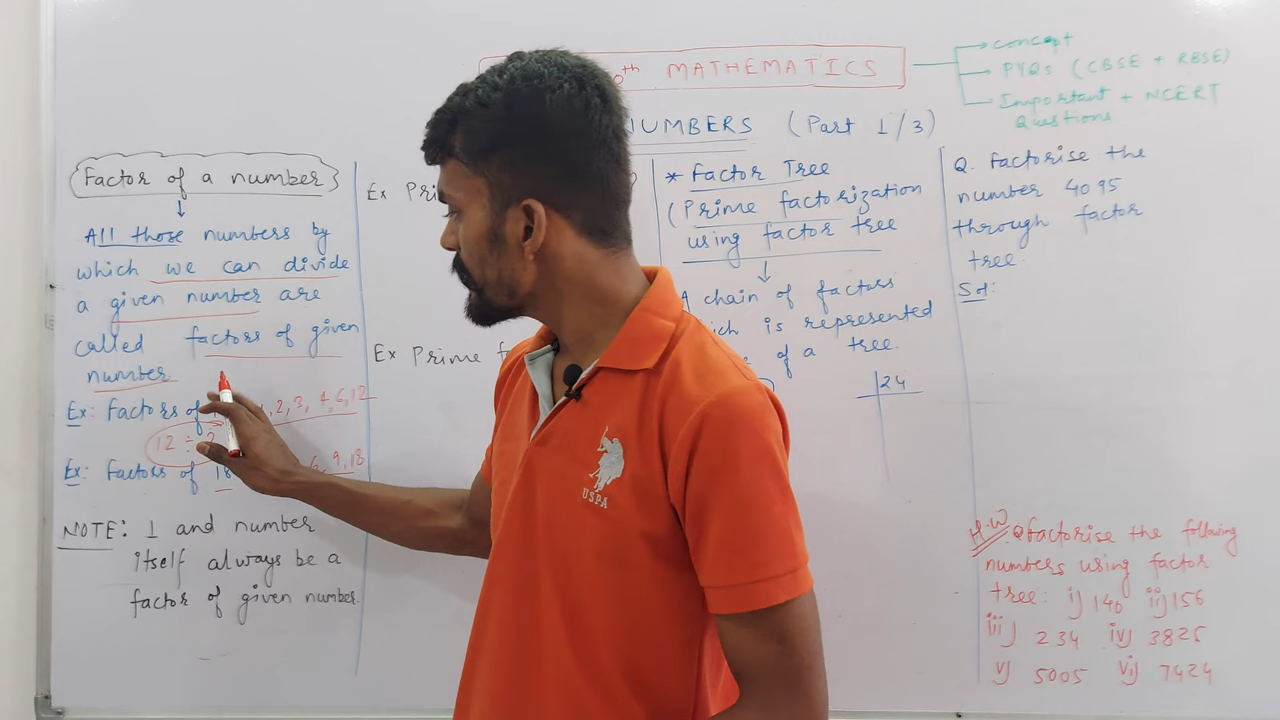 MATHEMATICS
concept
PYQs (CBSE + RBSE)
Important + NCERT
Questions
NUMBERS (Part 1/3)
Factor of a number
All those numbers by
which we can divide
a given number are
called factors of given
number
Ex: Factors of 1,2,3,4,6,12
12 ÷
Ex: Factors of 18 6,9,18
NOTE: 1 and number
itself always be a
factor of given number.
Ex
Ex Prime
* Factor Tree
(Prime factorization
using factor tree
A chain of factors
which is represented
of a tree.
24
Q. factorise the
number 4095
through factor
tree.
Sol:
H.W Q factorise the following
numbers using factor
tree: i) 140 ii) 156
iii) 234 iv) 3825
v) 5005 vi) 7424
USPA